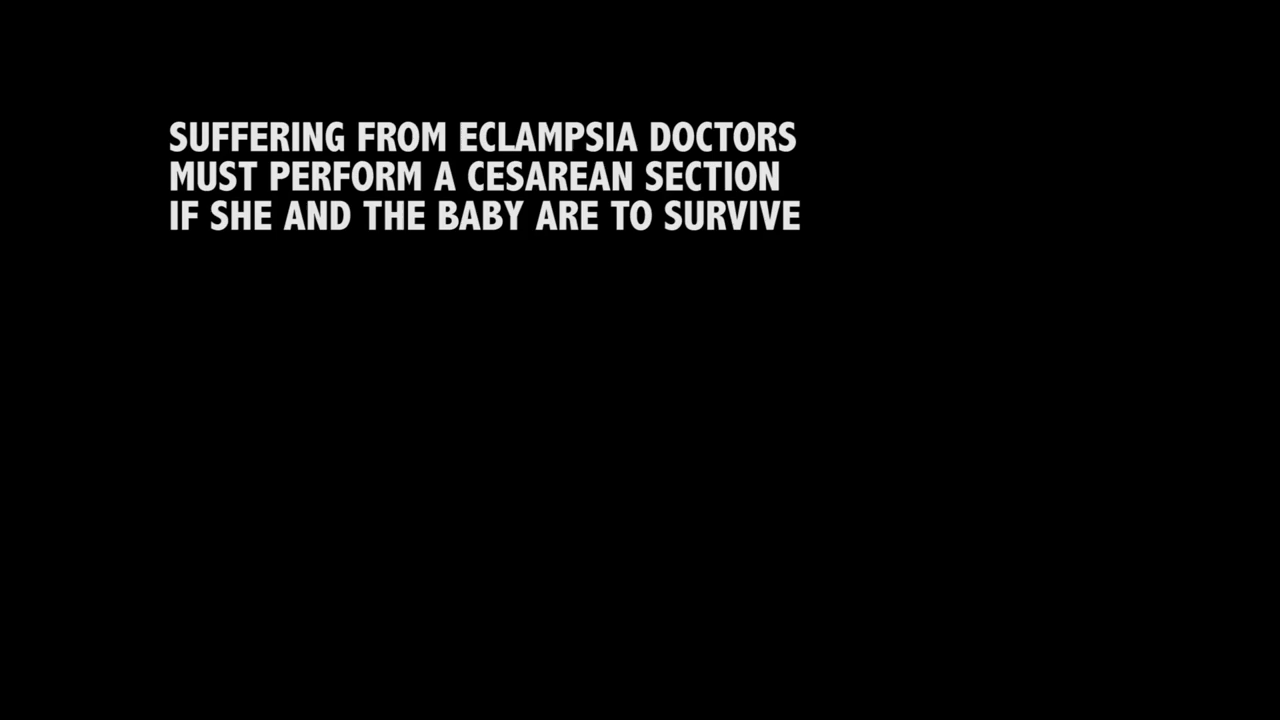 SUFFERING FROM ECLAMPSIA DOCTORS
MUST PERFORM A CESAREAN SECTION
IF SHE AND THE BABY ARE TO SURVIVE